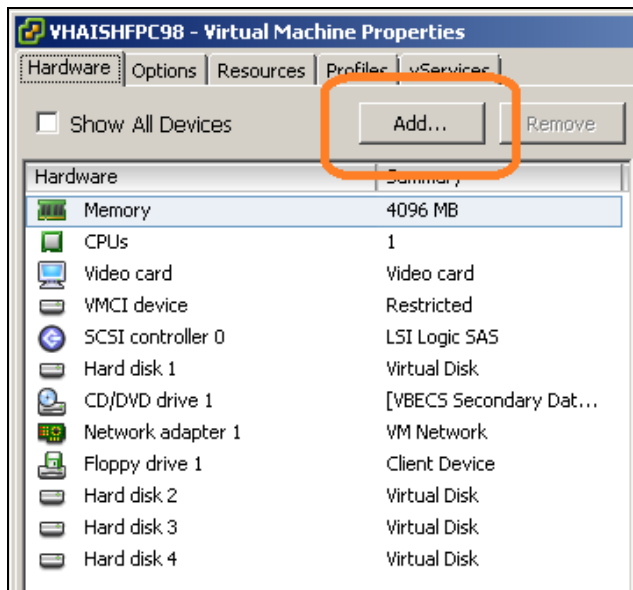 VHAISHFPC98 - Virtual Machine Properties
Hardware Options Resources Profiles vServices
Show All Devices Add... Remove
Hardware Summary
Memory 4096 MB
CPUs 1
Video card Video card
VMCI device Restricted
SCSI controller 0 LSI Logic SAS
Hard disk 1 Virtual Disk
CD/DVD drive 1 [VBECS Secondary Dat...
Network adapter 1 VM Network
Floppy drive 1 Client Device
Hard disk 2 Virtual Disk
Hard disk 3 Virtual Disk
Hard disk 4 Virtual Disk